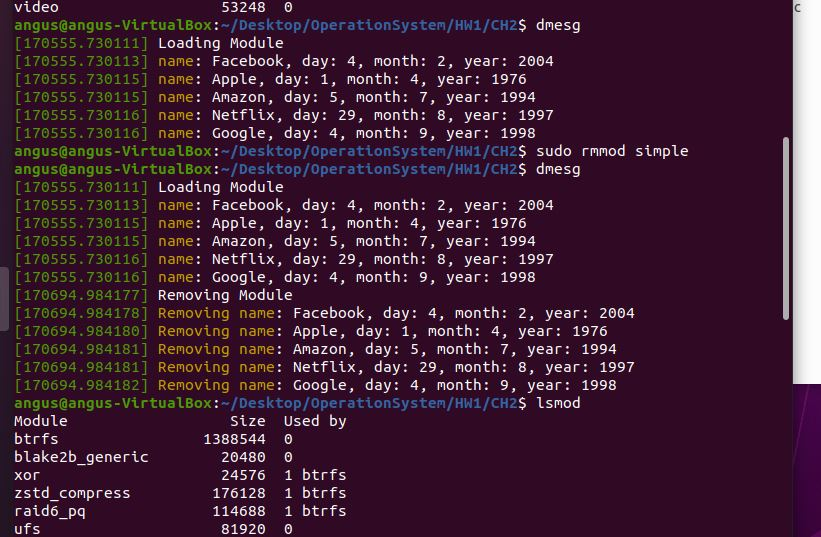 video                  53248  0
c
angus@angus-VirtualBox:~/Desktop/OperationSystem/HW1/CH2$ dmesg
[170555.730111] Loading Module
[170555.730113] name: Facebook, day: 4, month: 2, year: 2004
[170555.730115] name: Apple, day: 1, month: 4, year: 1976
[170555.730115] name: Amazon, day: 5, month: 7, year: 1994
[170555.730116] name: Netflix, day: 29, month: 8, year: 1997
[170555.730116] name: Google, day: 4, month: 9, year: 1998
angus@angus-VirtualBox:~/Desktop/OperationSystem/HW1/CH2$ sudo rmmod simple
angus@angus-VirtualBox:~/Desktop/OperationSystem/HW1/CH2$ dmesg
[170555.730111] Loading Module
[170555.730113] name: Facebook, day: 4, month: 2, year: 2004
[170555.730115] name: Apple, day: 1, month: 4, year: 1976
[170555.730115] name: Amazon, day: 5, month: 7, year: 1994
[170555.730116] name: Netflix, day: 29, month: 8, year: 1997
[170555.730116] name: Google, day: 4, month: 9, year: 1998
[170694.984177] Removing Module
[170694.984178] Removing name: Facebook, day: 4, month: 2, year: 2004
[170694.984180] Removing name: Apple, day: 1, month: 4, year: 1976
[170694.984181] Removing name: Amazon, day: 5, month: 7, year: 1994
[170694.984181] Removing name: Netflix, day: 29, month: 8, year: 1997
[170694.984182] Removing name: Google, day: 4, month: 9, year: 1998
angus@angus-VirtualBox:~/Desktop/OperationSystem/HW1/CH2$ lsmod
Module                  Size  Used by
btrfs                1388544  0
blake2b_generic        20480  0
xor                    24576  1 btrfs
zstd_compress         176128  1 btrfs
raid6_pq              114688  1 btrfs
ufs                    81920  0